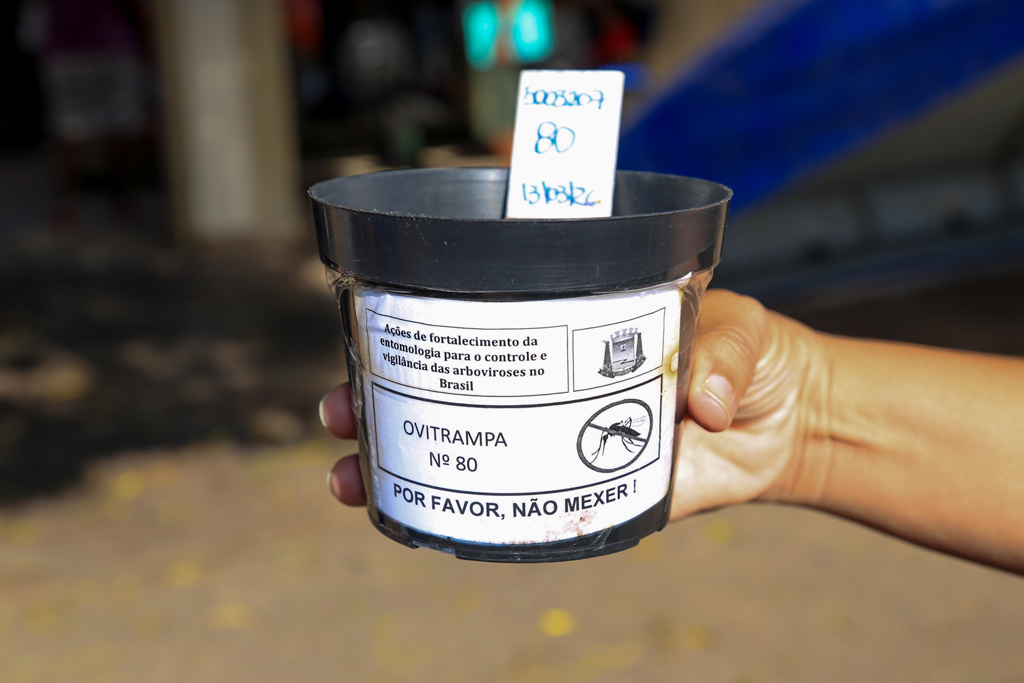 5003207
80
13/03/26
Ações de fortalecimento da
entomologia para o controle e
vigilância das arboviroses no
Brasil
OVITRAMPA
Nº 80
POR FAVOR, NÃO MEXER !